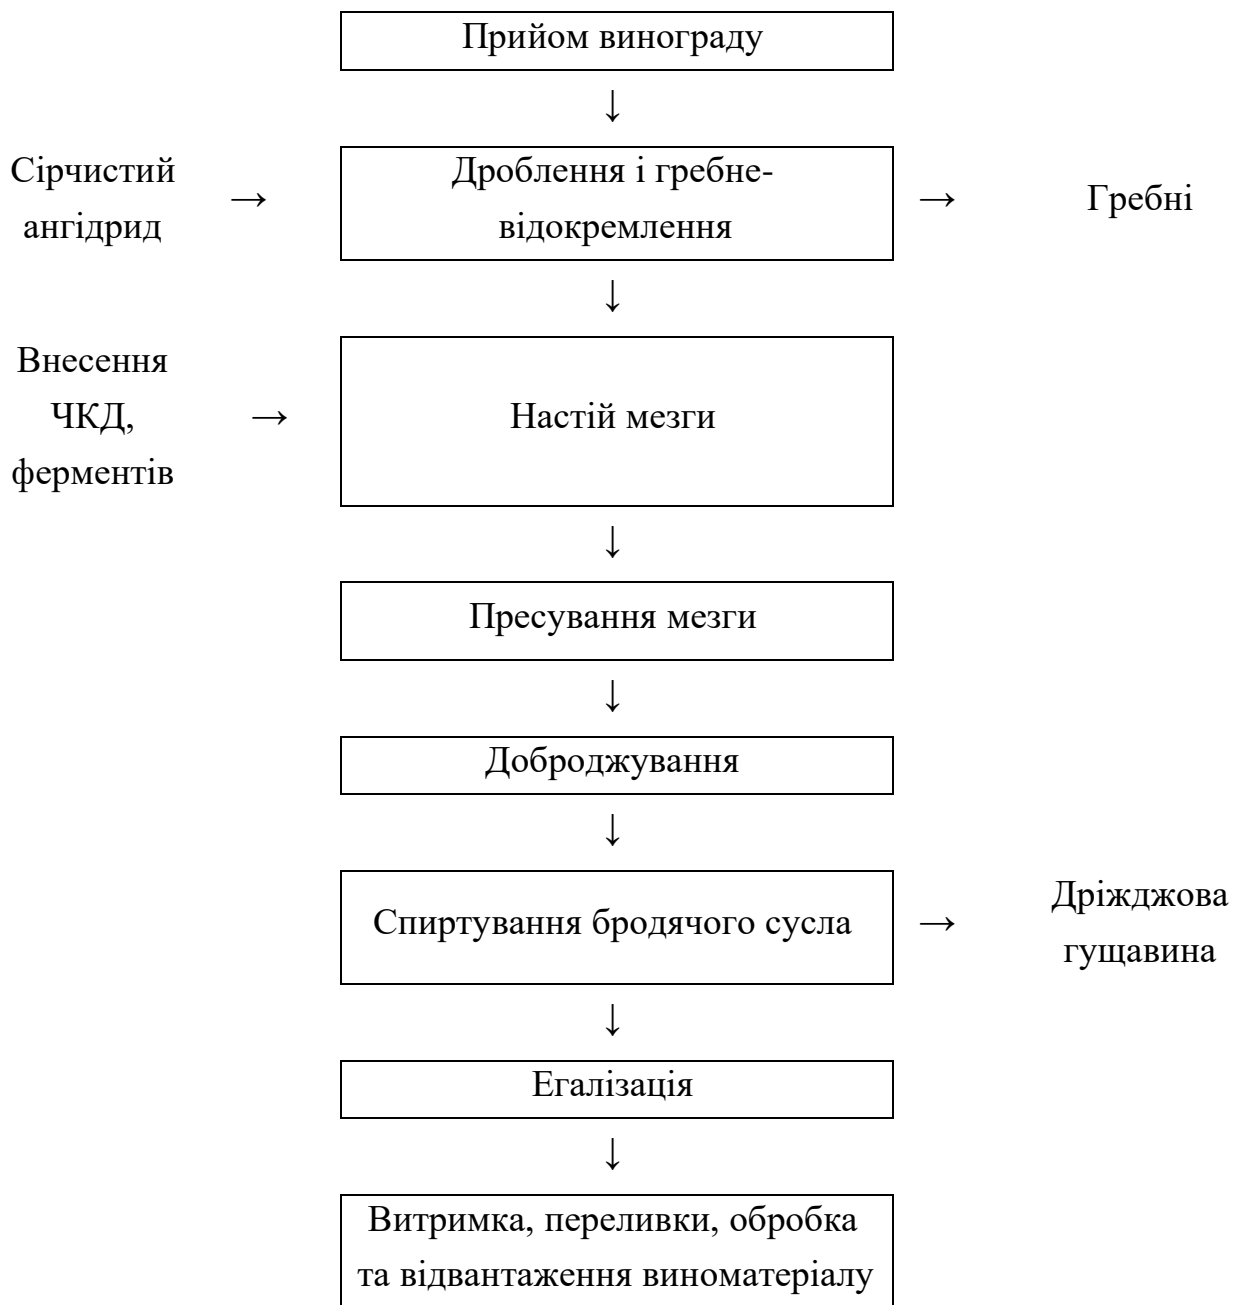 Прийом винограду
↓
Сірчистий
ангідрид
→
Дроблення і гребне-
відокремлення
→
Гребні
↓
Внесення
ЧКД,
ферментів
→
Настій мезги
↓
Пресування мезги
↓
Доброджування
↓
Спиртування бродячого сусла
→
Дріжджова
гущавина
↓
Егалізація
↓
Витримка, переливки, обробка
та відвантаження виноматеріалу